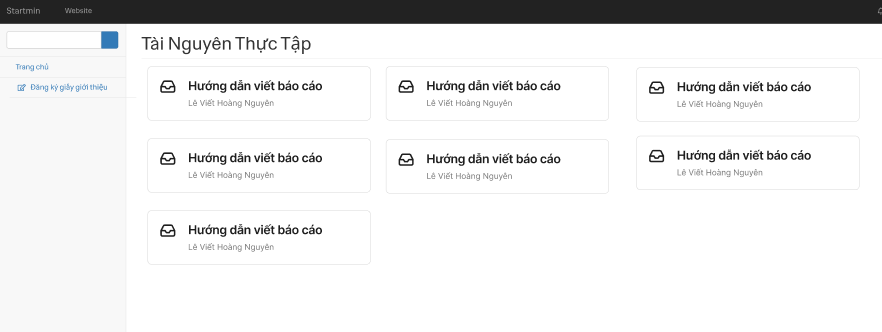 Startmin
Website
Trang chủ
Đăng ký giấy giới thiệu
Tài Nguyên Thực Tập
Hướng dẫn viết báo cáo
Lê Viết Hoàng Nguyên
Hướng dẫn viết báo cáo
Lê Viết Hoàng Nguyên
Hướng dẫn viết báo cáo
Lê Viết Hoàng Nguyên
Hướng dẫn viết báo cáo
Lê Viết Hoàng Nguyên
Hướng dẫn viết báo cáo
Lê Viết Hoàng Nguyên
Hướng dẫn viết báo cáo
Lê Viết Hoàng Nguyên
Hướng dẫn viết báo cáo
Lê Viết Hoàng Nguyên